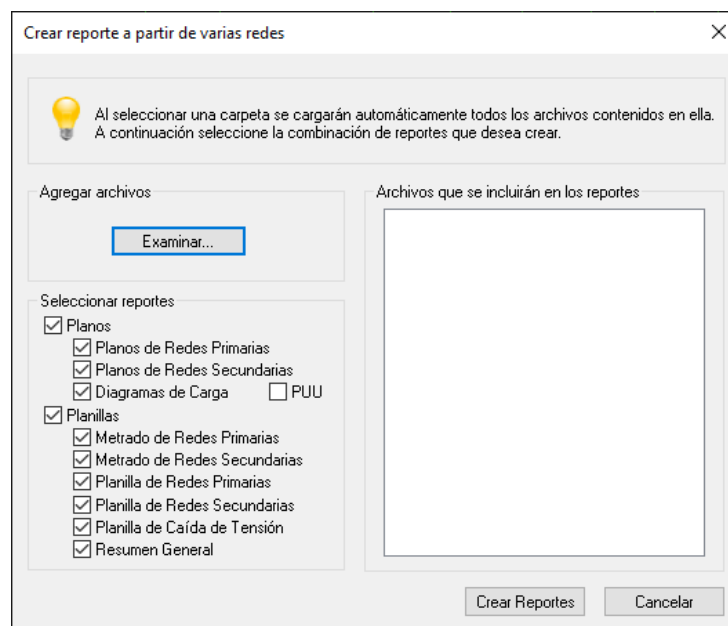 Crear reporte a partir de varias redes
Al seleccionar una carpeta se cargarán automáticamente todos los archivos contenidos en ella.
A continuación seleccione la combinación de reportes que desea crear.
Agregar archivos
Examinar...
Seleccionar reportes
Planos
Planos de Redes Primarias
Planos de Redes Secundarias
Diagramas de Carga PUU
Planillas
Metrado de Redes Primarias
Metrado de Redes Secundarias
Planilla de Redes Primarias
Planilla de Redes Secundarias
Planilla de Caída de Tensión
Resumen General
Archivos que se incluirán en los reportes
Crear Reportes
Cancelar